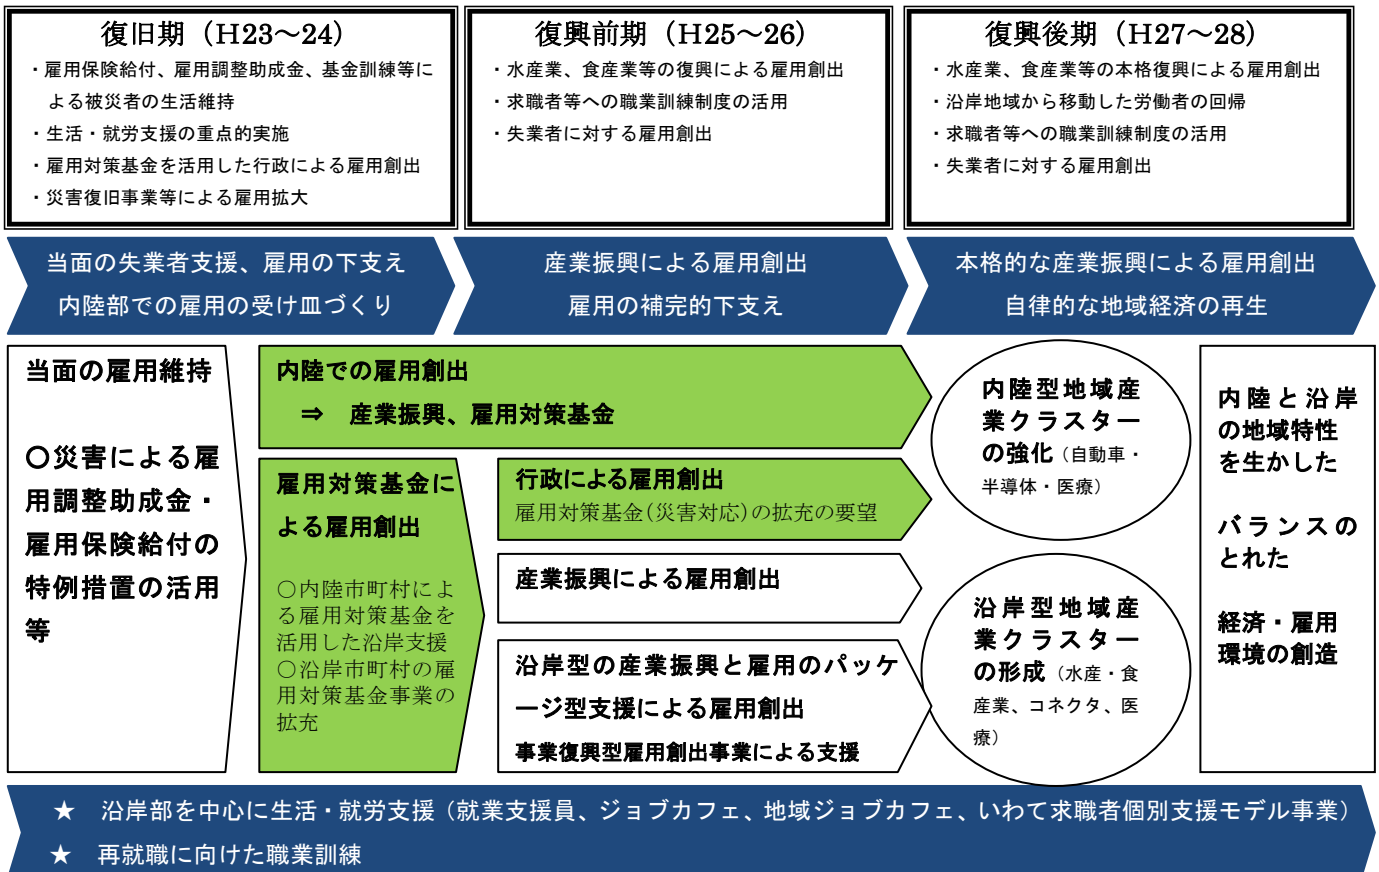 復旧期（H23～24）
・雇用保険給付、雇用調整助成金、基金訓練等に
よる被災者の生活維持
・生活・就労支援の重点的実施
・雇用対策基金を活用した行政による雇用創出
・災害復旧事業等による雇用拡大
復興前期（H25～26）
・水産業、食産業等の復興による雇用創出
・求職者等への職業訓練制度の活用
・失業者に対する雇用創出
復興後期（H27～28）
・水産業、食産業等の本格復興による雇用創出
・沿岸地域から移動した労働者の回帰
・求職者等への職業訓練制度の活用
・失業者に対する雇用創出
当面の失業者支援、雇用の下支え
内陸部での雇用の受け皿づくり
産業振興による雇用創出
雇用の補完的下支え
本格的な産業振興による雇用創出
自律的な地域経済の再生
当面の雇用維持
○災害による雇
用調整助成金・
雇用保険給付の
特例措置の活用
等
内陸での雇用創出
⇒　産業振興、雇用対策基金
雇用対策基金に
よる雇用創出
○内陸市町村によ
る雇用対策基金を
活用した沿岸支援
○沿岸市町村の雇
用対策基金事業の
拡充
行政による雇用創出
雇用対策基金(災害対応)の拡充の要望
産業振興による雇用創出
沿岸型の産業振興と雇用のパッケ
ージ型支援による雇用創出
事業復興型雇用創出事業による支援
内陸型地域産
業クラスター
の強化（自動車・
半導体・医療）
沿岸型地域産
業クラスター
の形成（水産・食
産業、コネクタ、医
療）
内陸と沿岸
の地域特性
を生かした
バランスの
とれた
経済・雇用
環境の創造
★　沿岸部を中心に生活・就労支援（就業支援員、ジョブカフェ、地域ジョブカフェ、いわて求職者個別支援モデル事業）
★　再就職に向けた職業訓練